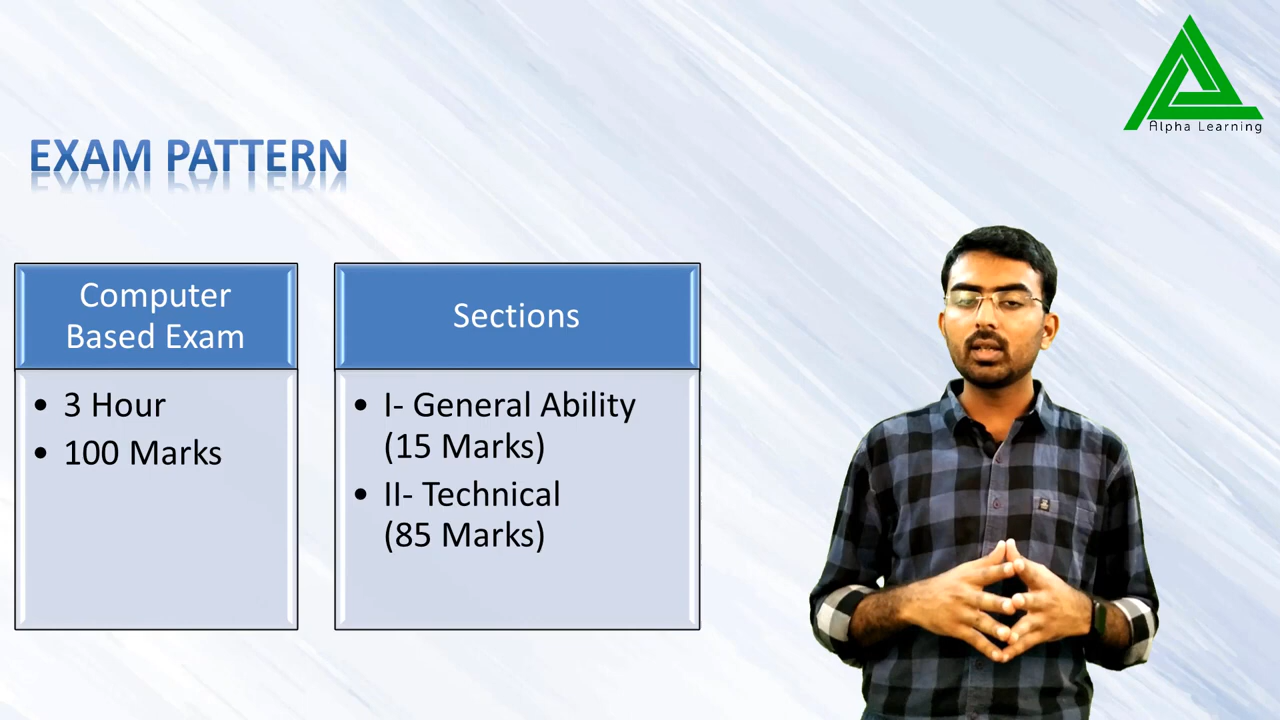 Alpha Learning
EXAM PATTERN
Computer
Based Exam
• 3 Hour
• 100 Marks
Sections
• I- General Ability
(15 Marks)
• II- Technical
(85 Marks)